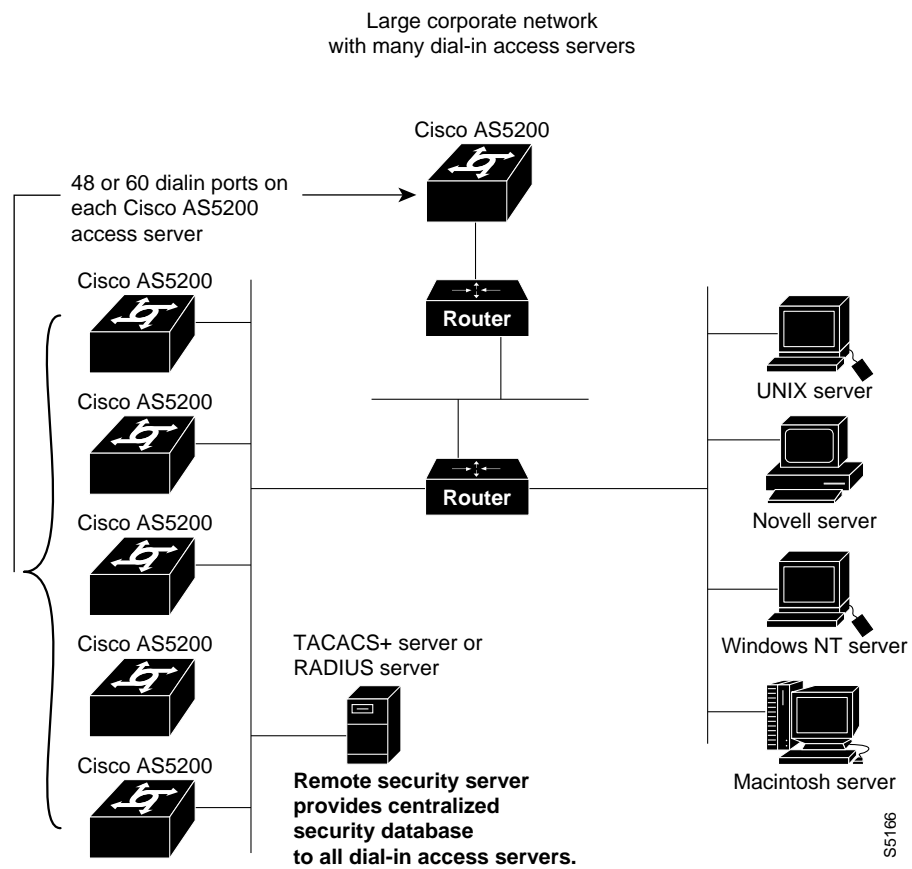 Large corporate network
with many dial-in access servers
Cisco AS5200
48 or 60 dialin ports on
each Cisco AS5200
access server
Cisco AS5200
Router
UNIX server
Cisco AS5200
Router
Novell server
Cisco AS5200
Windows NT server
Cisco AS5200
TACACS+ server or
RADIUS server
Cisco AS5200
Macintosh server
Remote security server
provides centralized
security database
to all dial-in access servers.
S5166